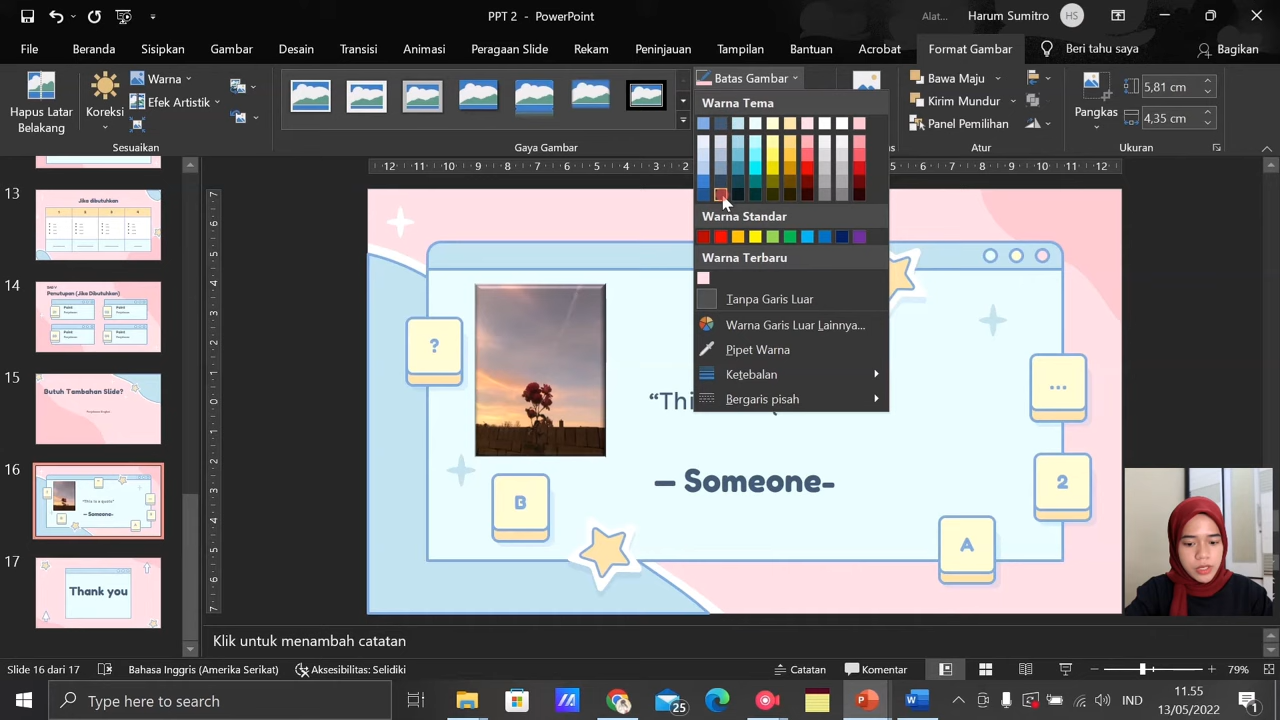 PPT 2 - PowerPoint
Alat...
Harum Sumitro
HS
File
Beranda
Sisipkan
Gambar
Desain
Transisi
Animasi
Peragaan Slide
Rekam
Peninjauan
Tampilan
Bantuan
Acrobat
Format Gambar
Beri tahu saya
Bagikan
Hapus Latar
Belakang
Koreksi
Warna
Efek Artistik
Sesuaikan
Gaya Gambar
Batas Gambar
Bawa Maju
Kirim Mundur
Panel Pemilihan
Atur
Pangkas
5,81 cm
4,35 cm
Ukuran
Warna Tema
Warna Standar
Warna Terbaru
Tanpa Garis Luar
Warna Garis Luar Lainnya...
Pipet Warna
Ketebalan
Bergaris pisah
13
Jika dibutuhkan
14
Penutupan (Jika Dibutuhkan)
15
Butuh Tambahan Slide?
16
"This is a quote"
– Someone-
17
Thank you
?
B
“Thi
– Someone-
...
2
A
Klik untuk menambah catatan
Slide 16 dari 17
Bahasa Inggris (Amerika Serikat)
Aksesibilitas: Selidiki
Catatan
Komentar
79%
Type here to search
25
IND
11.55
13/05/2022
1